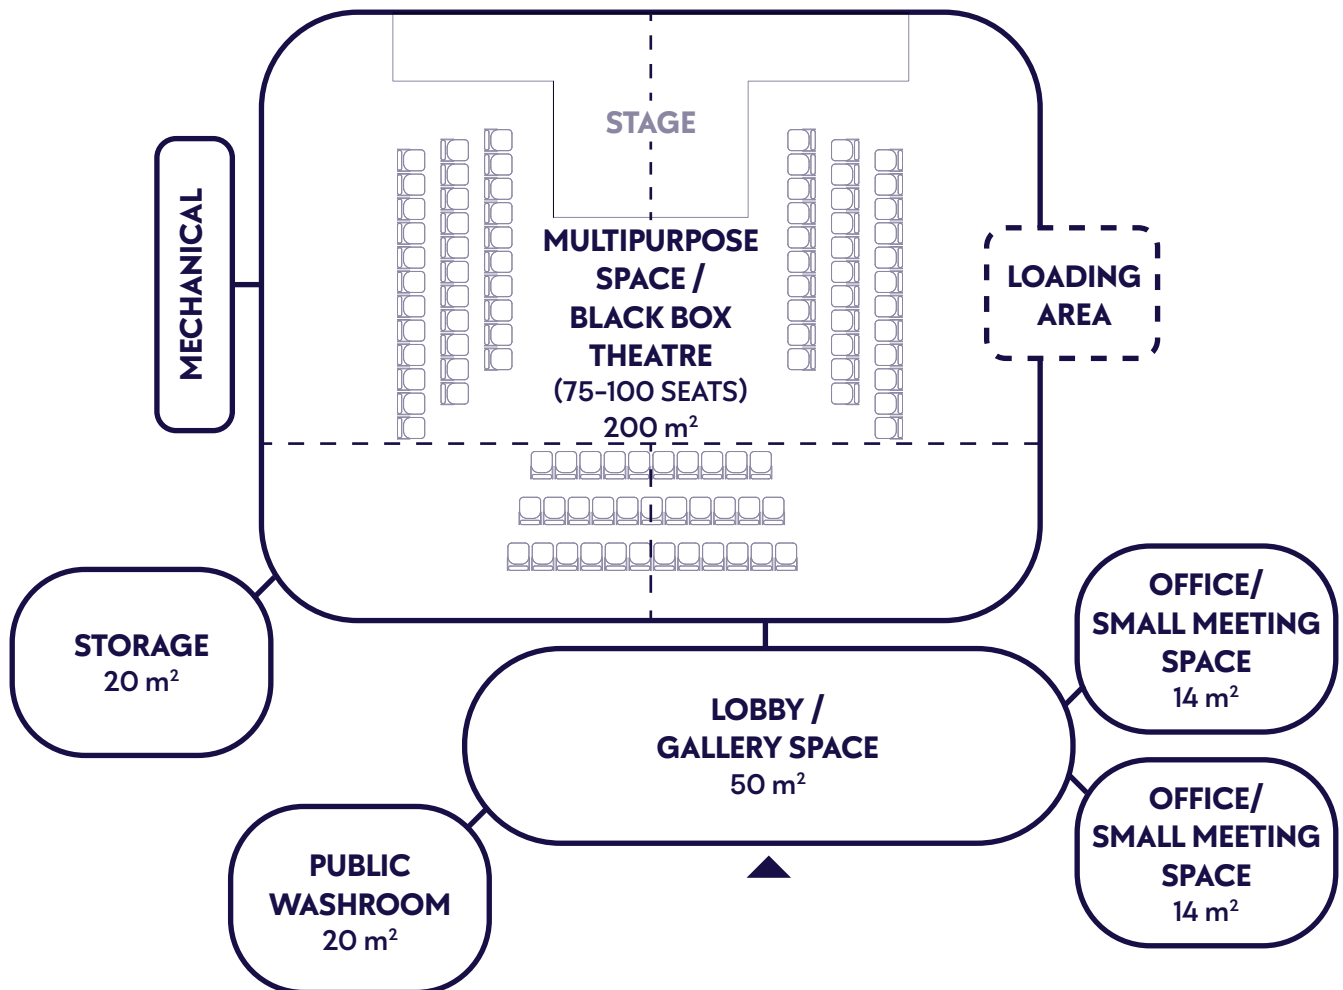 STAGE
MECHANICAL
MULTIPURPOSE
SPACE /
BLACK BOX
THEATRE
(75-100 SEATS)
200 m²
LOADING
AREA
STORAGE
20 m²
LOBBY /
GALLERY SPACE
50 m²
OFFICE/
SMALL MEETING
SPACE
14 m²
OFFICE/
SMALL MEETING
SPACE
14 m²
PUBLIC
WASHROOM
20 m²